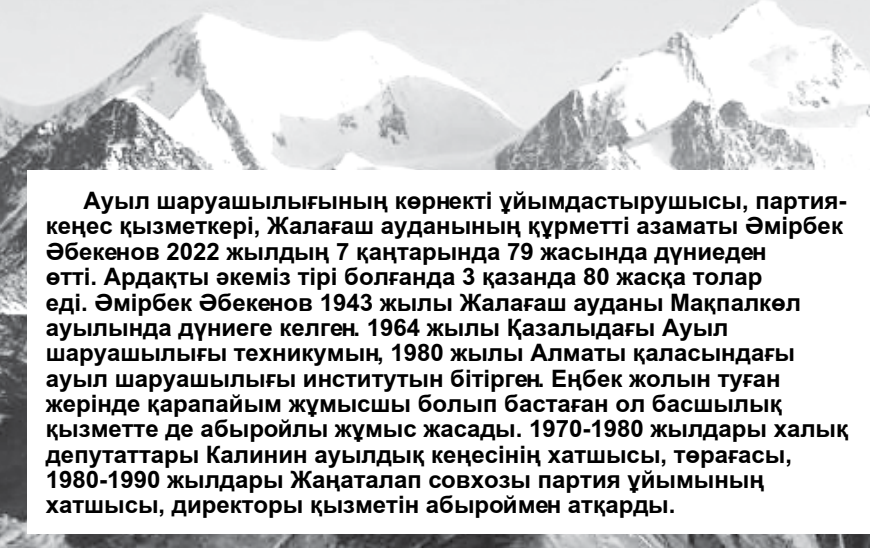 Ауыл шаруашылығының көрнекті ұйымдастырушысы, партия-
кеңес қызметкері, Жалағаш ауданының құрметті азаматы Әмірбек
Әбекенов 2022 жылдың 7 қаңтарында 79 жасында дүниеден
өтті. Ардақты әкеміз тірі болғанда 3 қазанда 80 жасқа толар
еді. Әмірбек Әбекенов 1943 жылы Жалағаш ауданы Мақпалкөл
ауылында дүниеге келген. 1964 жылы Қазалыдағы Ауыл
шаруашылығы техникумын, 1980 жылы Алматы қаласындағы
ауыл шаруашылығы институтын бітірген. Еңбек жолын туған
жерінде қарапайым жұмысшы болып бастаған ол басшылық
қызметте де абыройлы жұмыс жасады. 1970-1980 жылдары халық
депутаттары Калинин ауылдық кеңесінің хатшысы, төрағасы,
1980-1990 жылдары Жаңаталап совхозы партия ұйымының
хатшысы, директоры қызметін абыроймен атқарды.